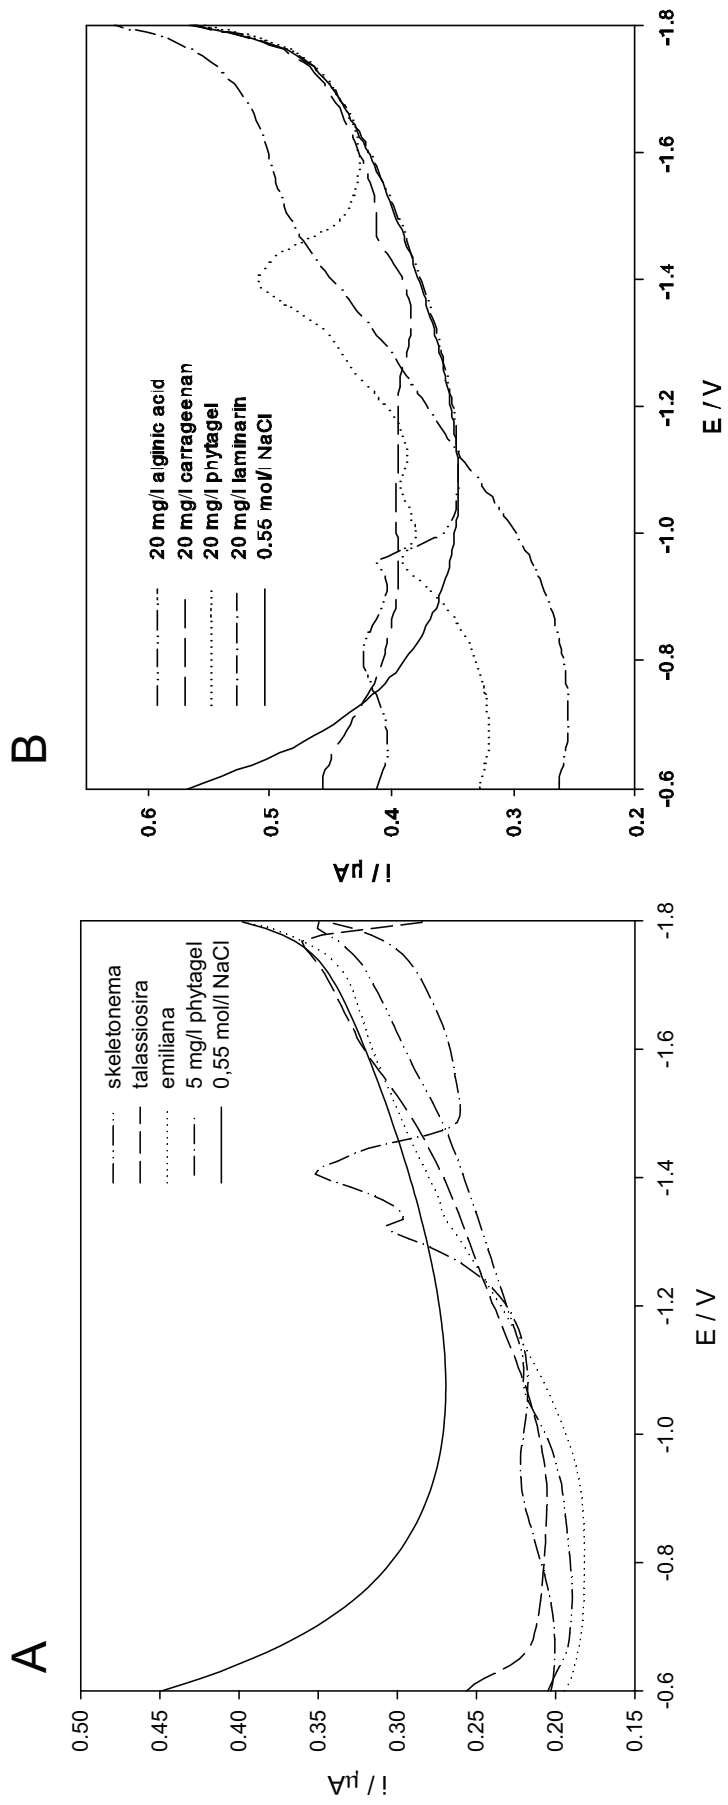 A
skeletonema
talassiosira
emiliana
5 mg/l phytagel
0,55 mol/l NaCl
i / µA
0.50
0.45
0.40
0.35
0.30
0.25
0.20
0.15
-0.6
-0.8
-1.0
-1.2
-1.4
-1.6
-1.8
E / V
B
20 mg/l alginic acid
20 mg/l carrageenan
20 mg/l phytagel
20 mg/l laminarin
0.55 mol/l NaCl
i / µA
0.6
0.5
0.4
0.3
0.2
-0.6
-0.8
-1.0
-1.2
-1.4
-1.6
-1.8
E / V